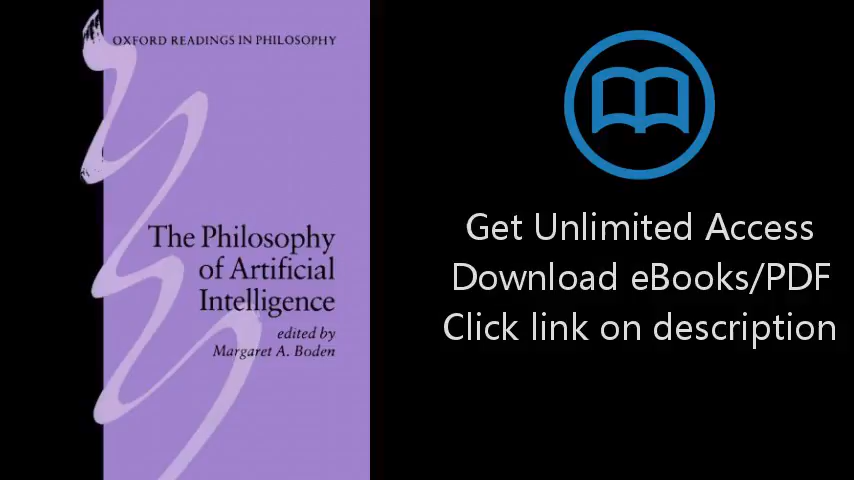 OXFORD READINGS IN PHILOSOPHY
The Philosophy
of Artificial
Intelligence
edited by
Margaret A. Boden
Get Unlimited Access
Download eBooks/PDF
Click link on description